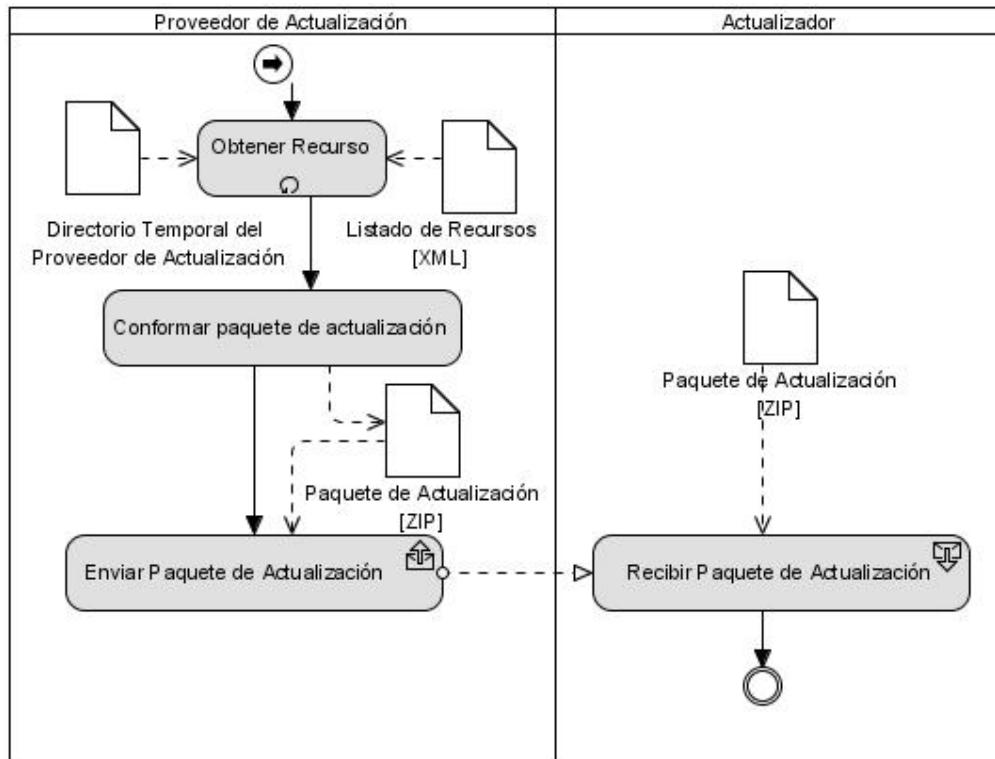 Proveedor de Actualización
Actualizador
Obtener Recurso
Directorio Temporal del
Proveedor de Actualización
Listado de Recursos
[XML]
Conformar paquete de actualización
Paquete de Actualización
[ZIP]
Paquete de Actualización
[ZIP]
Enviar Paquete de Actualización
Recibir Paquete de Actualización